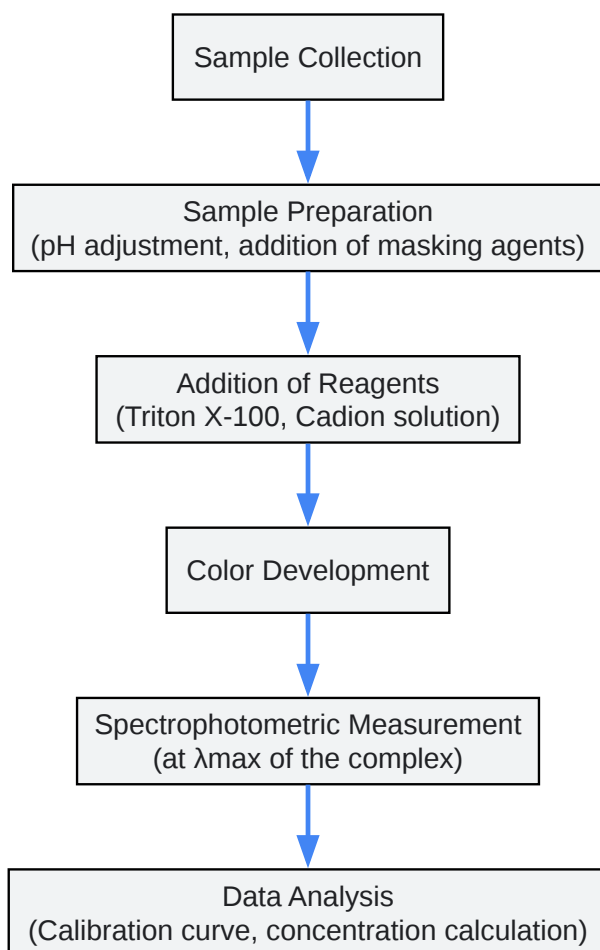 Sample Collection
Sample Preparation
(pH adjustment, addition of masking agents)
Addition of Reagents
(Triton X-100, Cadion solution)
Color Development
Spectrophotometric Measurement
(at λmax of the complex)
Data Analysis
(Calibration curve, concentration calculation)